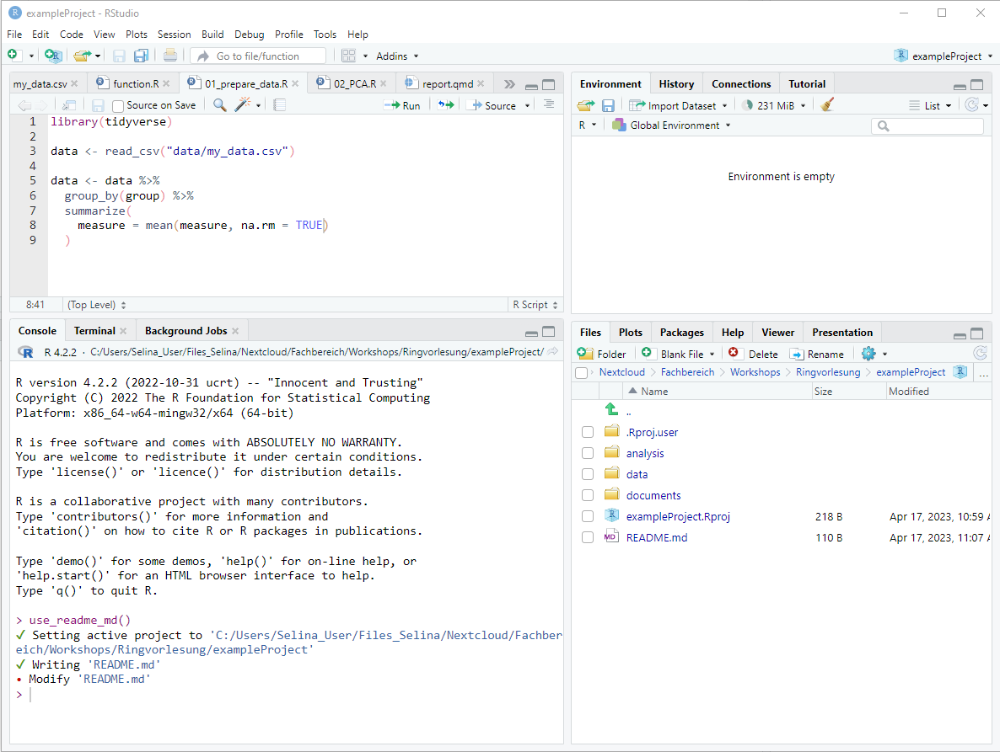 exampleProject - RStudio
File Edit Code View Plots Session Build Debug Profile Tools Help
Go to file/function Addins exampleProject
my_data.csv function.R 01_prepare_data.R 02_PCA.R report.qmd
Source on Save Run Source
1 library(tidyverse)
2
3 data <- read_csv("data/my_data.csv")
4
5 data <- data %>%
6 group_by(group) %>%
7 summarize(
8 measure = mean(measure, na.rm = TRUE)
9 )
8:41 (Top Level) R Script
Console Terminal Background Jobs
R 4.2.2 · C:/Users/Selina_User/Files_Selina/Nextcloud/Fachbereich/Workshops/Ringvorlesung/exampleProject/
R version 4.2.2 (2022-10-31 ucrt) -- "Innocent and Trusting"
Copyright (C) 2022 The R Foundation for Statistical Computing
Platform: x86_64-w64-mingw32/x64 (64-bit)
R is free software and comes with ABSOLUTELY NO WARRANTY.
You are welcome to redistribute it under certain conditions.
Type 'license()' or 'licence()' for distribution details.
R is a collaborative project with many contributors.
Type 'contributors()' for more information and
'citation()' on how to cite R or R packages in publications.
Type 'demo()' for some demos, 'help()' for on-line help, or
'help.start()' for an HTML browser interface to help.
Type 'q()' to quit R.
> use_readme_md()
✓ Setting active project to 'C:/Users/Selina_User/Files_Selina/Nextcloud/Fachber
eich/Workshops/Ringvorlesung/exampleProject'
✓ Writing 'README.md'
• Modify 'README.md'
>
Environment History Connections Tutorial
Import Dataset 231 MiB List
R Global Environment
Environment is empty
Files Plots Packages Help Viewer Presentation
Folder Blank File Delete Rename
Nextcloud Fachbereich Workshops Ringvorlesung exampleProject ...
Name Size Modified
..
.Rproj.user
analysis
data
documents
exampleProject.Rproj 218 B Apr 17, 2023, 10:59 A
README.md 110 B Apr 17, 2023, 11:07 A